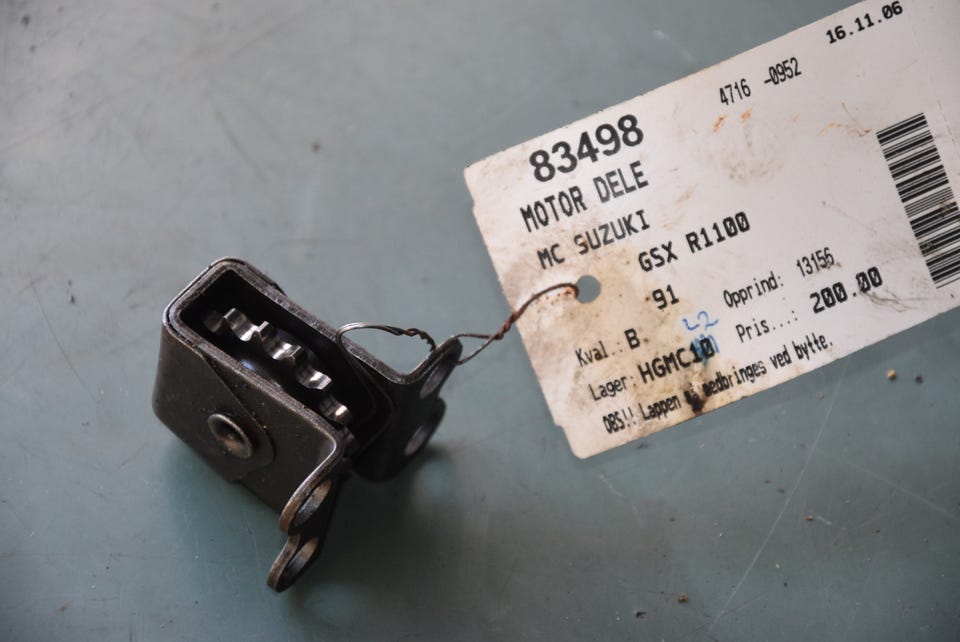 16.11.06
4716 -0952
83498
MOTOR DELE
MC SUZUKI
GSX R1100
-91
Opprind: 13156
Kval..: B
Pris...: 200.00
Lager: HGMC10
22
OBS!! Lappen medbringes ved bytte.